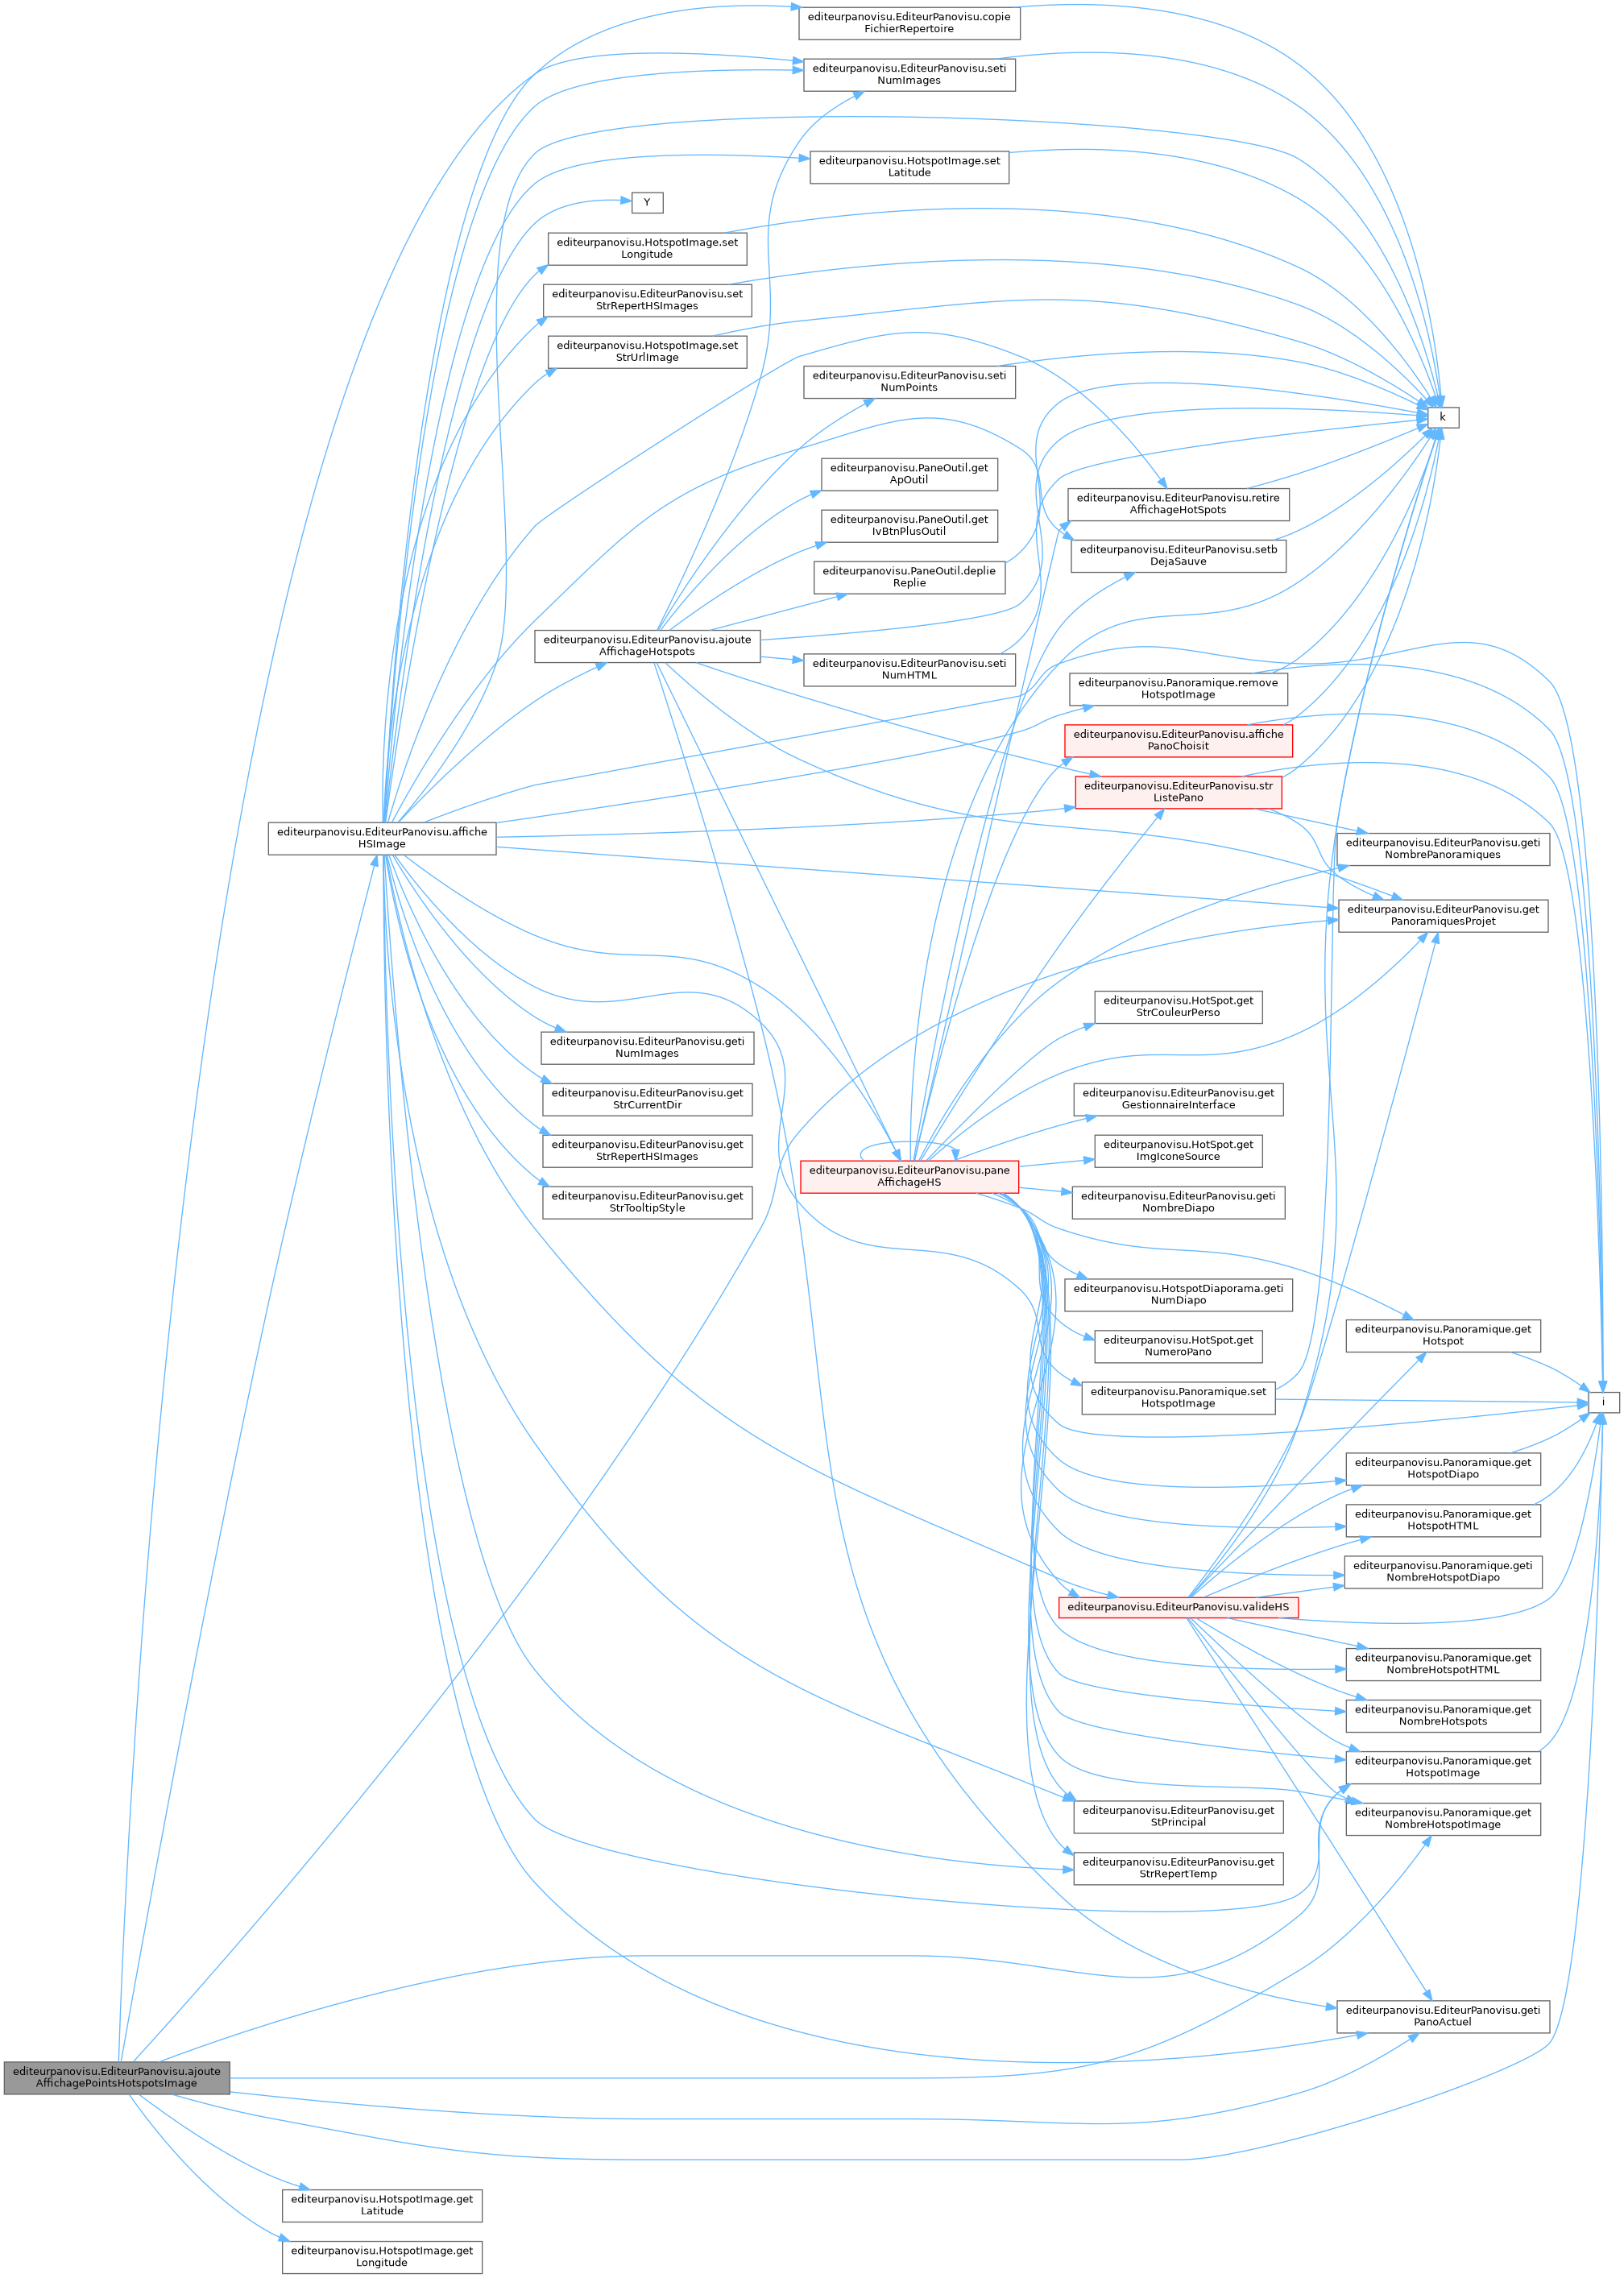 editeurpanovisu.EditeurPanovisu.copie
FichierRepertoire
editeurpanovisu.EditeurPanovisu.seti
NumImages
editeurpanovisu.HotspotImage.set
Latitude
Y
editeurpanovisu.HotspotImage.set
Longitude
editeurpanovisu.EditeurPanovisu.set
StrRepertHSImages
editeurpanovisu.HotspotImage.set
StrUrlImage
editeurpanovisu.EditeurPanovisu.seti
NumPoints
k
editeurpanovisu.PaneOutil.get
ApOutil
editeurpanovisu.EditeurPanovisu.retire
AffichageHotSpots
editeurpanovisu.PaneOutil.get
IvBtnPlusOutil
editeurpanovisu.EditeurPanovisu.setb
DejaSauve
editeurpanovisu.PaneOutil.deplie
Replie
editeurpanovisu.EditeurPanovisu.ajoute
AffichageHotspots
editeurpanovisu.EditeurPanovisu.seti
NumHTML
editeurpanovisu.Panoramique.remove
HotspotImage
editeurpanovisu.EditeurPanovisu.affiche
PanoChoisit
editeurpanovisu.EditeurPanovisu.str
ListePano
editeurpanovisu.EditeurPanovisu.affiche
HSImage
editeurpanovisu.EditeurPanovisu.geti
NombrePanoramiques
editeurpanovisu.EditeurPanovisu.get
PanoramiquesProjet
editeurpanovisu.HotSpot.get
StrCouleurPerso
editeurpanovisu.EditeurPanovisu.geti
NumImages
editeurpanovisu.EditeurPanovisu.get
StrCurrentDir
editeurpanovisu.EditeurPanovisu.get
GestionnaireInterface
editeurpanovisu.EditeurPanovisu.get
StrRepertHSImages
editeurpanovisu.HotSpot.get
ImgIconeSource
editeurpanovisu.EditeurPanovisu.pane
AffichageHS
editeurpanovisu.EditeurPanovisu.get
StrTooltipStyle
editeurpanovisu.EditeurPanovisu.geti
NombreDiapo
editeurpanovisu.HotspotDiaporama.geti
NumDiapo
editeurpanovisu.Panoramique.get
Hotspot
editeurpanovisu.HotSpot.get
NumeroPano
editeurpanovisu.Panoramique.set
HotspotImage
i
editeurpanovisu.Panoramique.get
HotspotDiapo
editeurpanovisu.Panoramique.get
HotspotHTML
editeurpanovisu.Panoramique.geti
NombreHotspotDiapo
editeurpanovisu.EditeurPanovisu.valideHS
editeurpanovisu.Panoramique.get
NombreHotspotHTML
editeurpanovisu.Panoramique.get
NombreHotspots
editeurpanovisu.Panoramique.get
HotspotImage
editeurpanovisu.EditeurPanovisu.get
StPrincipal
editeurpanovisu.Panoramique.get
NombreHotspotImage
editeurpanovisu.EditeurPanovisu.get
StrRepertTemp
editeurpanovisu.EditeurPanovisu.geti
PanoActuel
editeurpanovisu.EditeurPanovisu.ajoute
AffichagePointsHotspotsImage
editeurpanovisu.HotspotImage.get
Latitude
editeurpanovisu.HotspotImage.get
Longitude